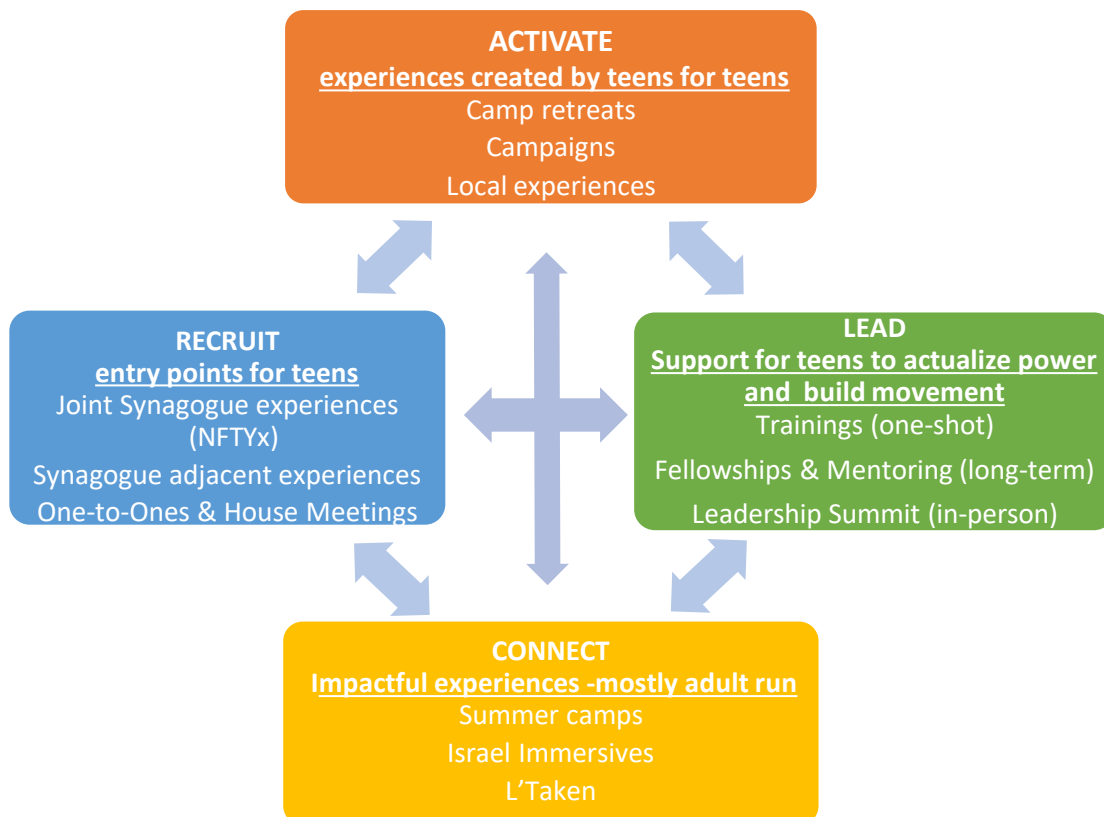 ACTIVATE
experiences created by teens for teens
Camp retreats
Campaigns
Local experiences
RECRUIT
entry points for teens
Joint Synagogue experiences
(NFTYx)
Synagogue adjacent experiences
One-to-Ones & House Meetings
LEAD
Support for teens to actualize power
and build movement
Trainings (one-shot)
Fellowships & Mentoring (long-term)
Leadership Summit (in-person)
CONNECT
Impactful experiences -mostly adult run
Summer camps
Israel Immersives
L’Taken